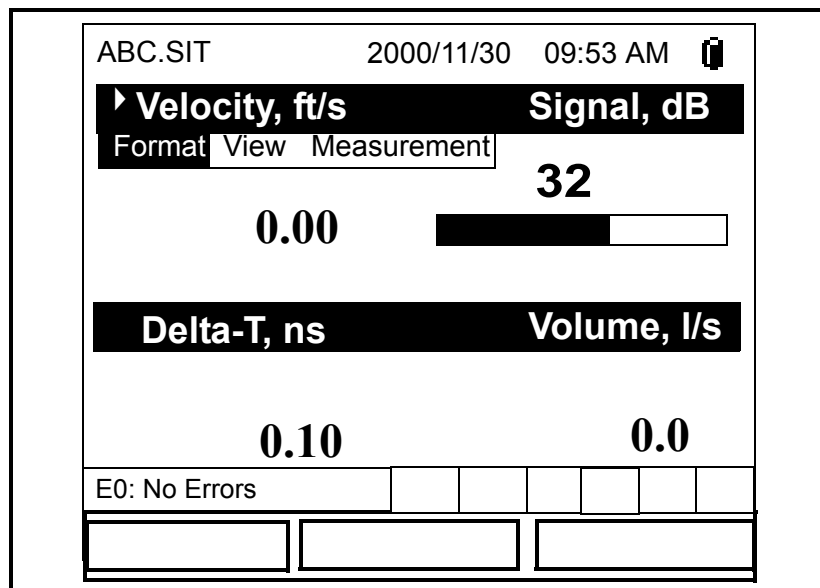 ABC.SIT 2000/11/30 09:53 AM
Velocity, ft/s Signal, dB
Format View Measurement
32
0.00
Delta-T, ns Volume, l/s
0.10 0.0
E0: No Errors